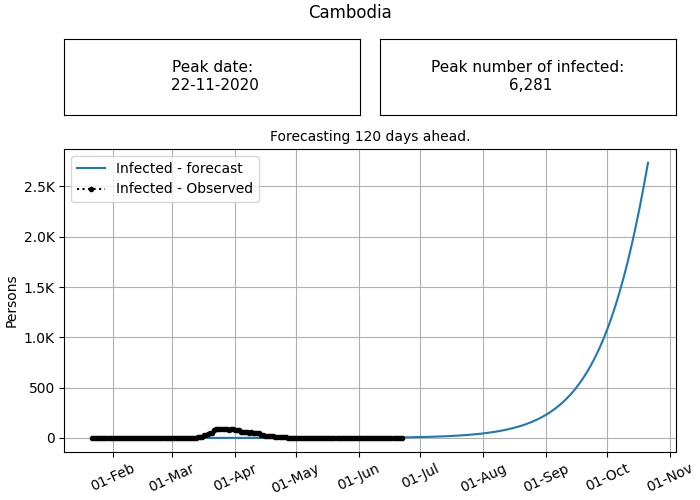 Cambodia
Peak date:
22-11-2020
Peak number of infected:
6,281
Forecasting 120 days ahead.
Infected - forecast
Infected - Observed
Persons
2.5K
2.0K
1.5K
1.0K
500
0
01-Feb
01-Mar
01-Apr
01-May
01-Jun
01-Jul
01-Aug
01-Sep
01-Oct
01-Nov